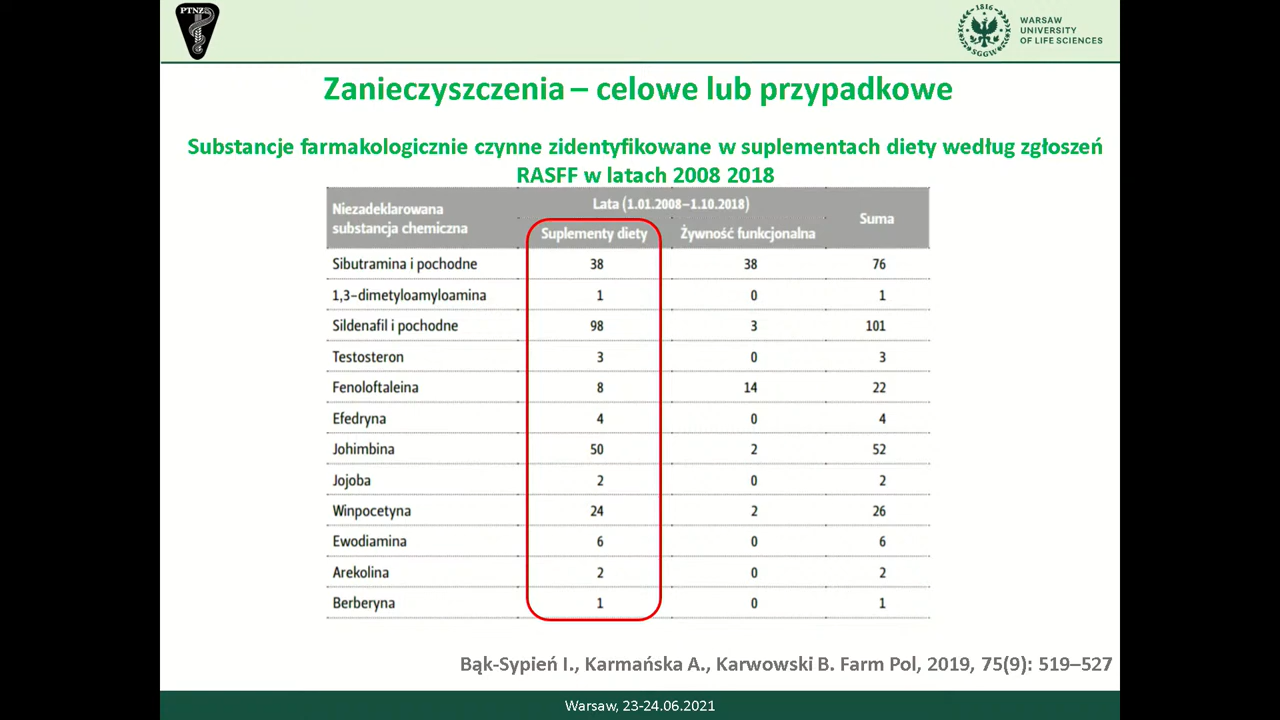 PTNZ
1816
SGGW
WARSAW
UNIVERSITY
OF LIFE SCIENCES
Zanieczyszczenia – celowe lub przypadkowe
Substancje farmakologicznie czynne zidentyfikowane w suplementach diety według zgłoszeń
RASFF w latach 2008 2018
Niezadeklarowana substancja chemiczna Lata (1.01.2008–1.10.2018) Suma
Suplementy diety Żywność funkcjonalna
Sibutramina i pochodne 38 38 76
1,3-dimetyloamyloamina 1 0 1
Sildenafil i pochodne 98 3 101
Testosteron 3 0 3
Fenoloftaleina 8 14 22
Efedryna 4 0 4
Johimbina 50 2 52
Jojoba 2 0 2
Winpocetyna 24 2 26
Ewodiamina 6 0 6
Arekolina 2 0 2
Berberyna 1 0 1
Bąk-Sypień I., Karmańska A., Karwowski B. Farm Pol, 2019, 75(9): 519–527
Warsaw, 23-24.06.2021